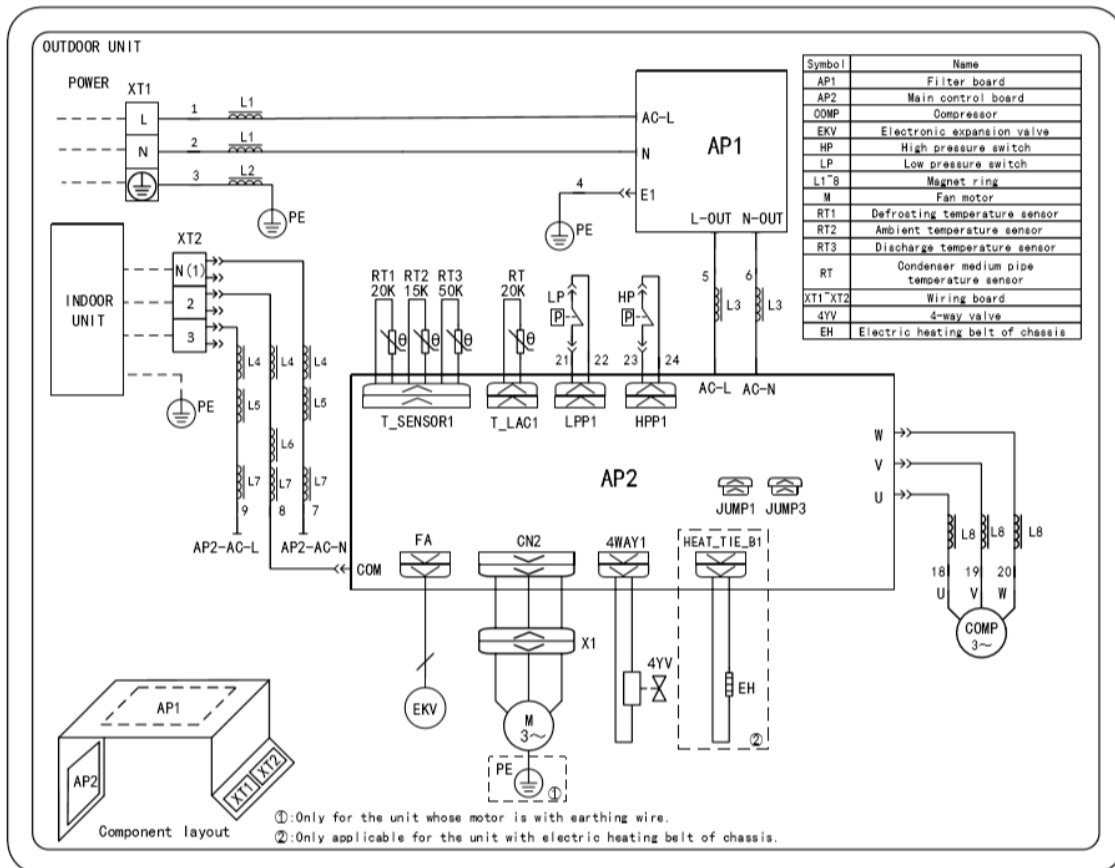 OUTDOOR UNIT
POWER
XT1
L
N
1
L1
2
L1
3
L2
PE
AC-L
N
E1
4
PE
AP1
L-OUT N-OUT
5
6
L3
L3
Symbol Name
AP1 Filter board
AP2 Main control board
COMP Compressor
EKV Electronic expansion valve
HP High pressure switch
LP Low pressure switch
L1~8 Magnet ring
M Fan motor
RT1 Defrosting temperature sensor
RT2 Ambient temperature sensor
RT3 Discharge temperature sensor
RT Condenser medium pipe
temperature sensor
XT1~XT2 Wiring board
4YV 4-way valve
EH Electric heating belt of chassis
INDOOR
UNIT
XT2
N(1)
2
3
PE
L4
L4
L4
L5
L5
L6
L7
L7
L7
9
8
7
AP2-AC-L
AP2-AC-N
RT1 RT2 RT3
20K 15K 50K
θ
θ
θ
RT
20K
θ
LP
P
21
22
HP
P
23
24
T_SENSOR1
T_LAC1
LPP1
HPP1
AC-L AC-N
AP2
W
V
U
JUMP1
JUMP3
COM
FA
CN2
4WAY1
HEAT_TIE_B1
L8
L8
L8
18
19
20
U
V
W
COMP
3~
X1
EKV
M
3~
PE
①
4YV
EH
②
AP1
AP2
XT1
XT2
Component layout
①:Only for the unit whose motor is with earthing wire.
②:Only applicable for the unit with electric heating belt of chassis.